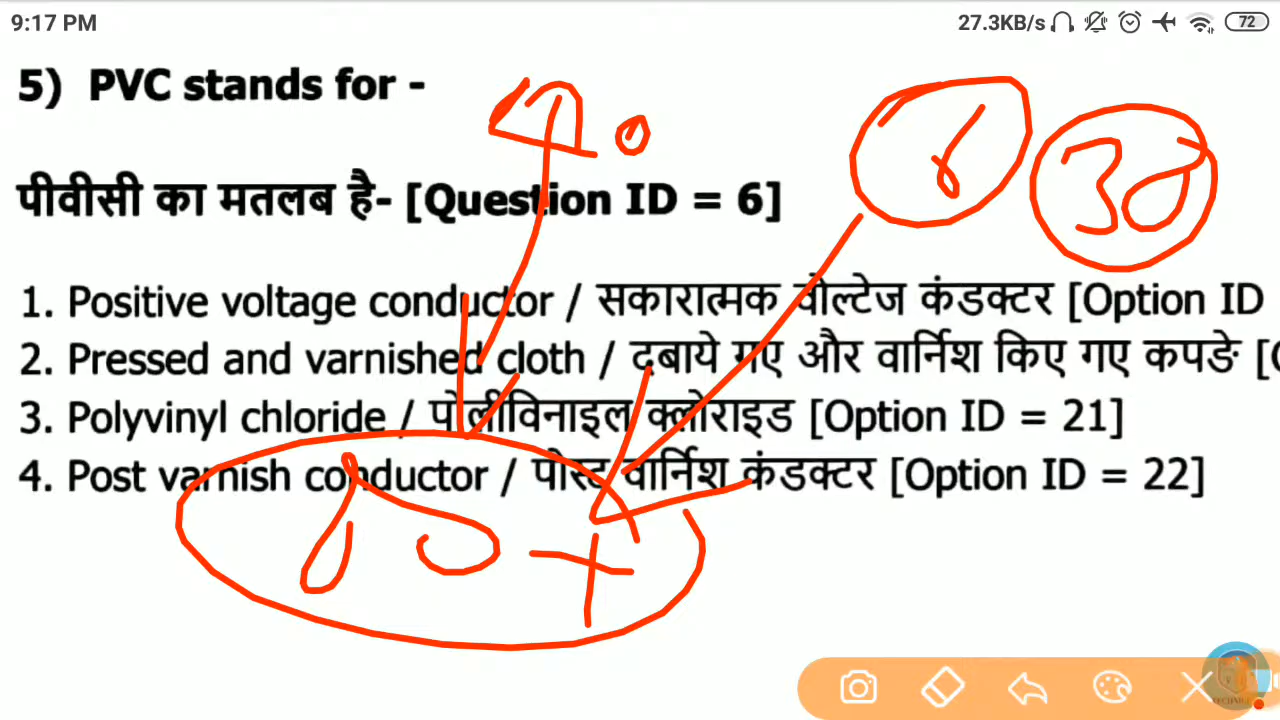 9:17 PM 27.3KB/s 72
5) PVC stands for -
पीवीसी का मतलब है- [Question ID = 6]
1. Positive voltage conductor / सकारात्मक वोल्टेज कंडक्टर [Option ID
2. Pressed and varnished cloth / दबाये गए और वार्निश किए गए कपङे [
3. Polyvinyl chloride / पोलीविनाइल क्लोराइड [Option ID = 21]
4. Post varnish conductor / पोस्ट वार्निश कंडक्टर [Option ID = 22]